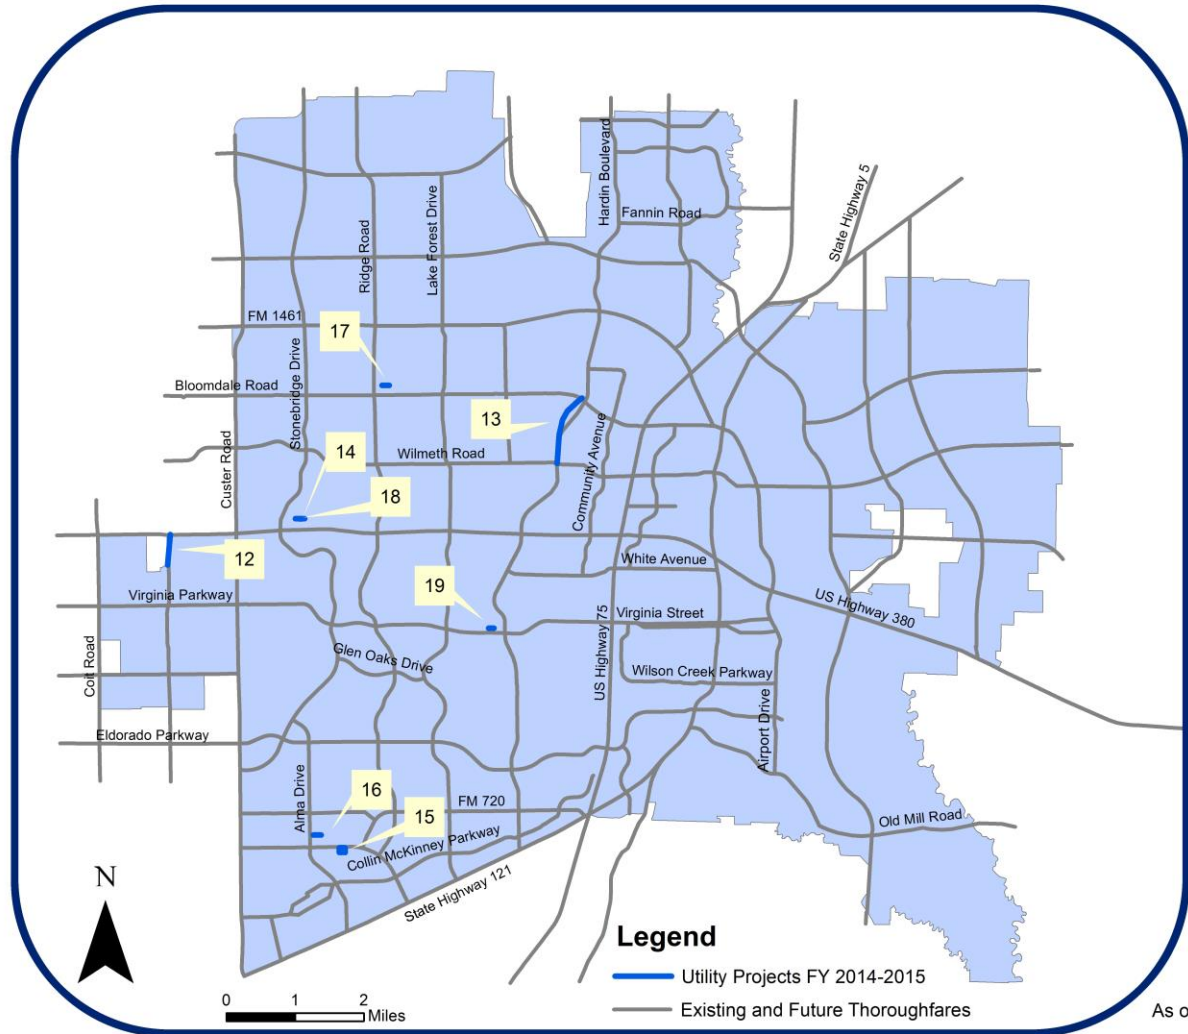 Hardin Boulevard
State Highway 5
Fannin Road
Ridge Road
Lake Forest Drive
FM 1461
17
Stonebridge Drive
Bloomdale Road
13
Community Avenue
14
Wilmeth Road
Custer Road
18
12
White Avenue
19
Virginia Parkway
Virginia Street
US Highway 380
US Highway 75
Glen Oaks Drive
Coit Road
Wilson Creek Parkway
Airport Drive
Eldorado Parkway
Alma Drive
16
FM 720
15
Old Mill Road
Collin McKinney Parkway
State Highway 121
N
Legend
Utility Projects FY 2014-2015
0 1 2
Miles
Existing and Future Thoroughfares
As o